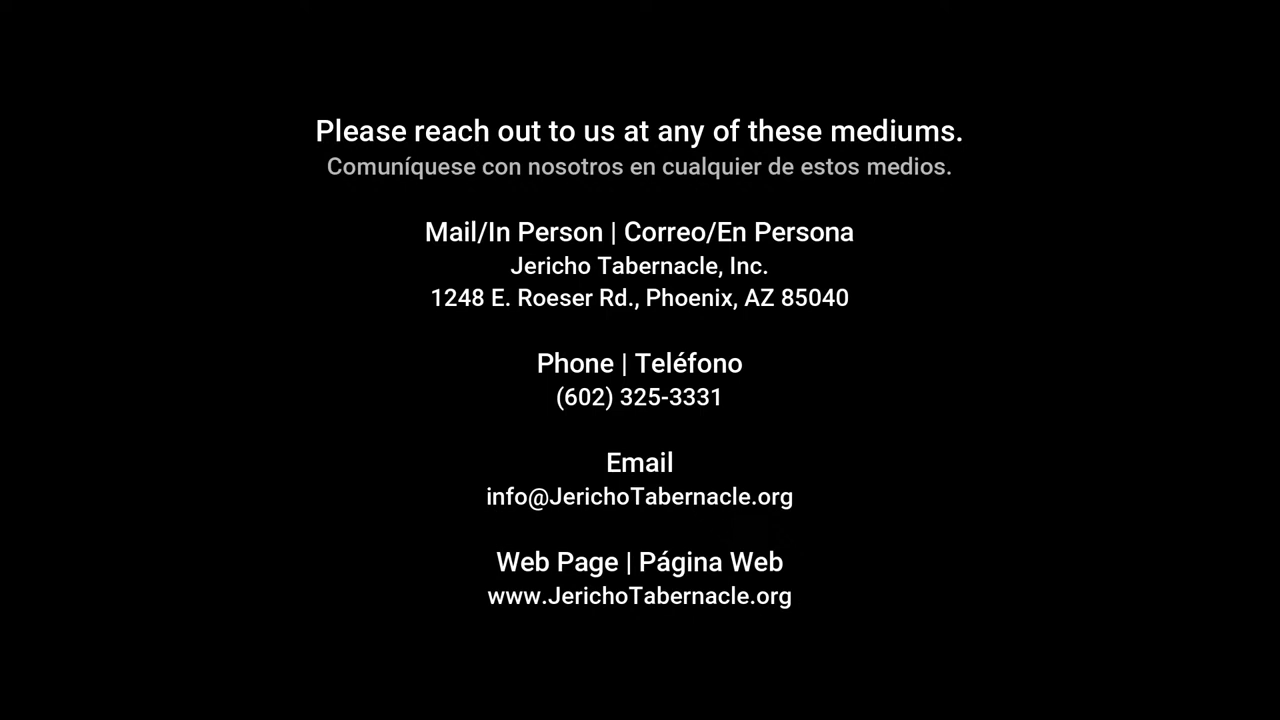 Please reach out to us at any of these mediums.
Comuníquese con nosotros en cualquier de estos medios.
Mail/In Person | Correo/En Persona
Jericho Tabernacle, Inc.
1248 E. Roeser Rd., Phoenix, AZ 85040
Phone | Teléfono
(602) 325-3331
Email
info@JerichoTabernacle.org
Web Page | Página Web
www.JerichoTabernacle.org